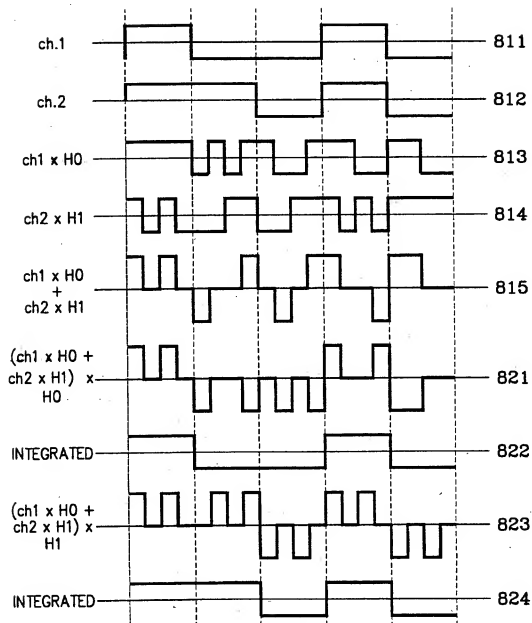 ch.1 811
ch.2 812
ch1 x H0 813
ch2 x H1 814
ch1 x H0
+
ch2 x H1
815
(ch1 x H0 +
ch2 x H1) x
H0
821
INTEGRATED 822
(ch1 x H0 +
ch2 x H1) x
H1
823
INTEGRATED 824